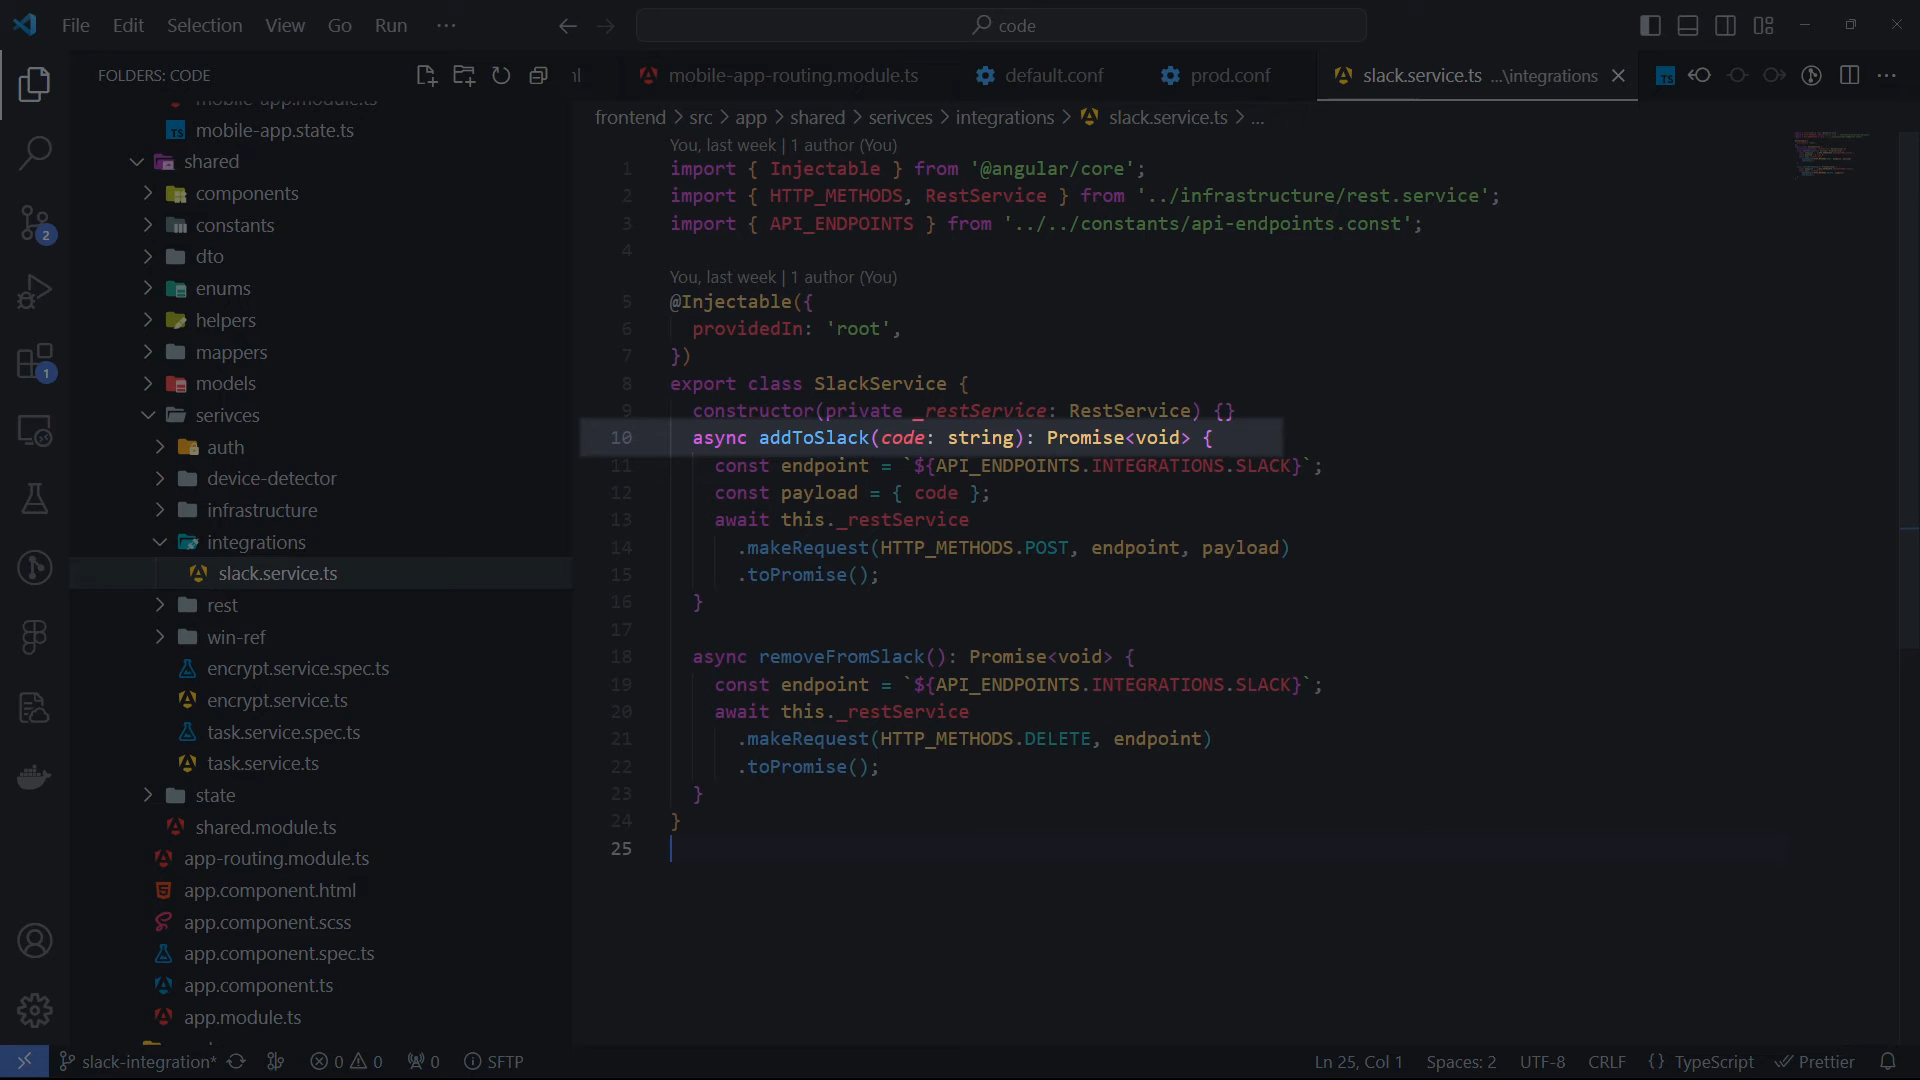 File Edit Selection View Go Run ··· code
FOLDERS: CODE
mobile-app.module.ts
mobile-app.state.ts
shared
components
constants
dto
enums
helpers
mappers
models
serivces
auth
device-detector
infrastructure
integrations
slack.service.ts
rest
win-ref
encrypt.service.spec.ts
encrypt.service.ts
task.service.spec.ts
task.service.ts
state
shared.module.ts
app-routing.module.ts
app.component.html
app.component.scss
app.component.spec.ts
app.component.ts
app.module.ts
2
1
mobile-app-routing.module.ts default.conf prod.conf slack.service.ts ...\integrations TS
frontend > src > app > shared > serivces > integrations > slack.service.ts > ...
You, last week | 1 author (You)
1 import { Injectable } from '@angular/core';
2 import { HTTP_METHODS, RestService } from '../infrastructure/rest.service';
3 import { API_ENDPOINTS } from '../../constants/api-endpoints.const';
4
You, last week | 1 author (You)
5 @Injectable({
6 providedIn: 'root',
7 })
8 export class SlackService {
9 constructor(private _restService: RestService) {}
10 async addToSlack(code: string): Promise<void> {
11 const endpoint = `${API_ENDPOINTS.INTEGRATIONS.SLACK}`;
12 const payload = { code };
13 await this._restService
14 .makeRequest(HTTP_METHODS.POST, endpoint, payload)
15 .toPromise();
16 }
17
18 async removeFromSlack(): Promise<void> {
19 const endpoint = `${API_ENDPOINTS.INTEGRATIONS.SLACK}`;
20 await this._restService
21 .makeRequest(HTTP_METHODS.DELETE, endpoint)
22 .toPromise();
23 }
24 }
25
slack-integration* 0 0 0 SFTP Ln 25, Col 1 Spaces: 2 UTF-8 CRLF {} TypeScript Prettier